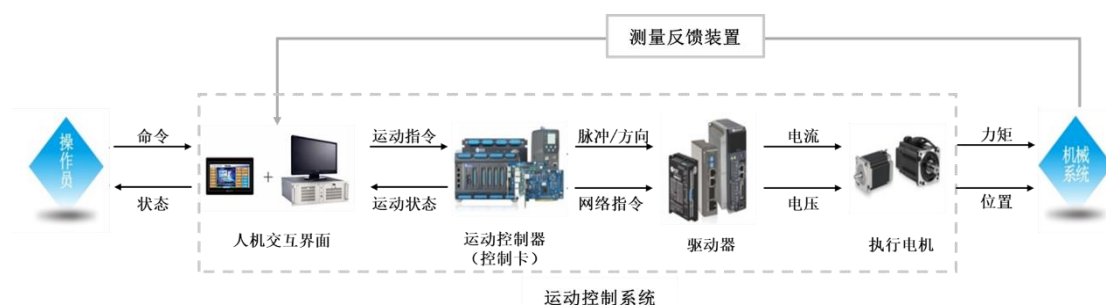 测量反馈装置
操作员
命令
状态
运动指令
运动状态
脉冲/方向
网络指令
电流
电压
力矩
位置
机械系统
人机交互界面
+
运动控制器
（控制卡）
驱动器
执行电机
运动控制系统